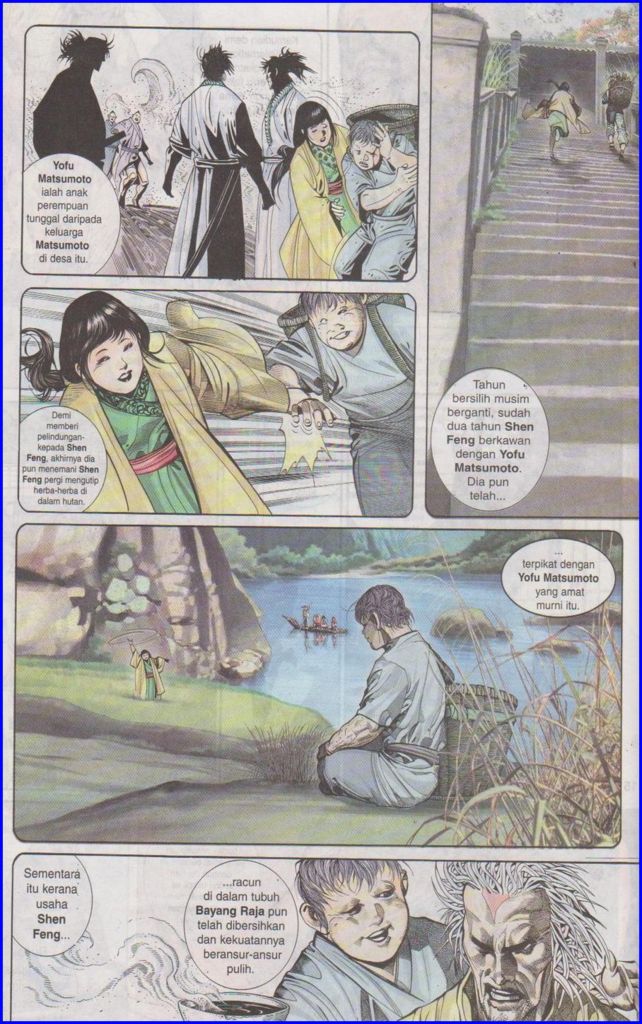 Yofu
Matsumoto
ialah anak
perempuan
tunggal daripada
keluarga
Matsumoto
di desa itu.
Demi
memberi
pelindungan-
kepada Shen
Feng, akhirnya dia
pun menemani Shen
Feng pergi mengutip
herba-herba di
dalam hutan.
Tahun
bersilih musim
berganti, sudah
dua tahun Shen
Feng berkawan
dengan Yofu
Matsumoto.
Dia pun
telah...
...
terpikat dengan
Yofu Matsumoto
yang amat
murni itu.
Sementara
itu kerana
usaha
Shen
Feng...
...racun
di dalam tubuh
Bayang Raja pun
telah dibersihkan
dan kekuatannya
beransur-ansur
pulih.